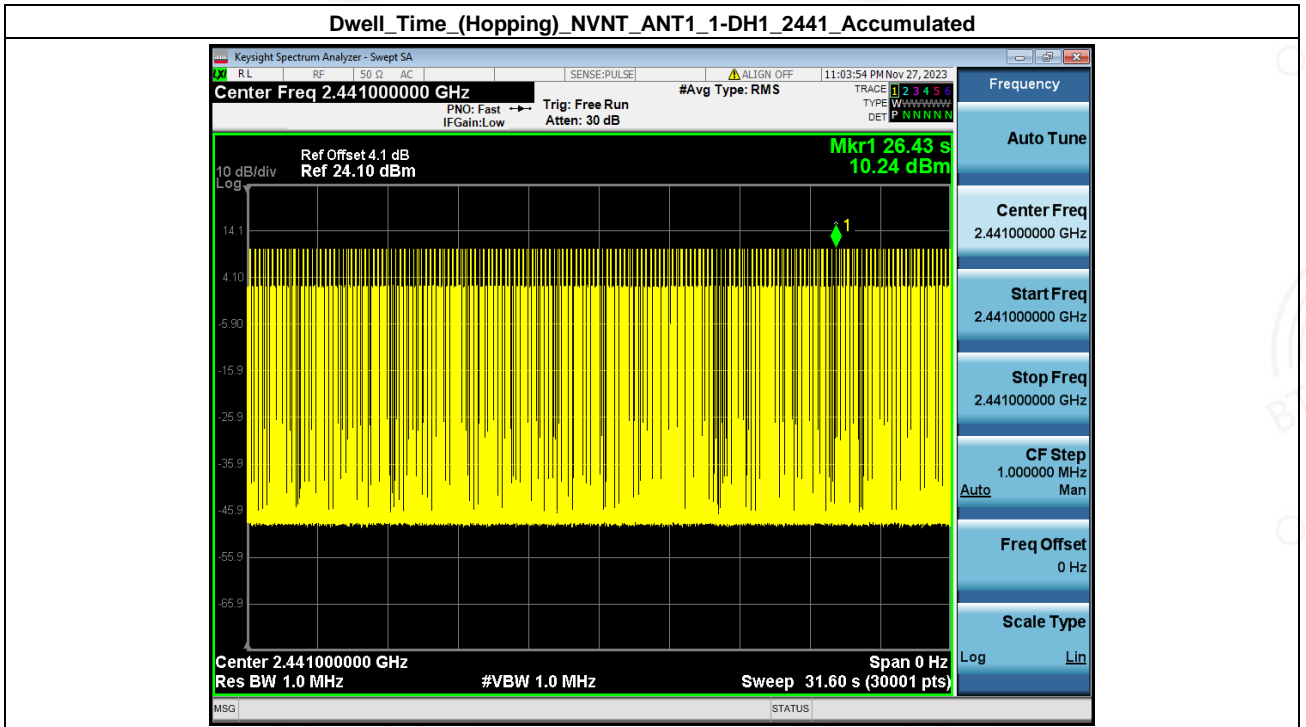 Dwell_Time_(Hopping)_NVNT_ANT1_1-DH1_2441_Accumulated
Keysight Spectrum Analyzer - Swept SA
LXI RL RF 50 Ω AC SENSE:PULSE ALIGN OFF 11:03:54 PM Nov 27, 2023
Center Freq 2.441000000 GHz #Avg Type: RMS TRACE 1 2 3 4 5 6
PNO: Fast Trig: Free Run TYPE WWWWWWW
IFGain:Low Atten: 30 dB DET P N N N N N
Mkr1 26.43 s
10.24 dBm
Ref Offset 4.1 dB
10 dB/div Ref 24.10 dBm
Log
1
14.1
4.10
-5.90
-15.9
-25.9
-35.9
-45.9
-55.9
-65.9
Center 2.441000000 GHz Span 0 Hz
Res BW 1.0 MHz #VBW 1.0 MHz Sweep 31.60 s (30001 pts)
MSG STATUS
Frequency
Auto Tune
Center Freq
2.441000000 GHz
Start Freq
2.441000000 GHz
Stop Freq
2.441000000 GHz
CF Step
1.000000 MHz
Auto Man
Freq Offset
0 Hz
Scale Type
Log Lin